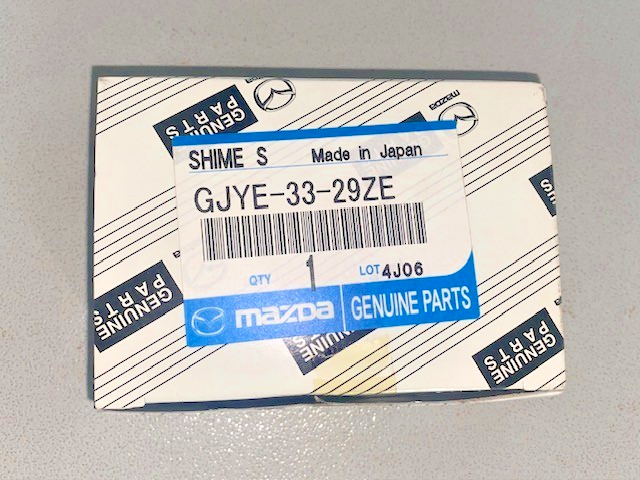 GENUINE
PARTS
mazda
SHIME S Made in Japan
GJYE-33-29ZE
QTY 1 LOT 4J06
mazda GENUINE PARTS
GENUINE
PARTS
GENUINE
PARTS
GENUINE
PARTS